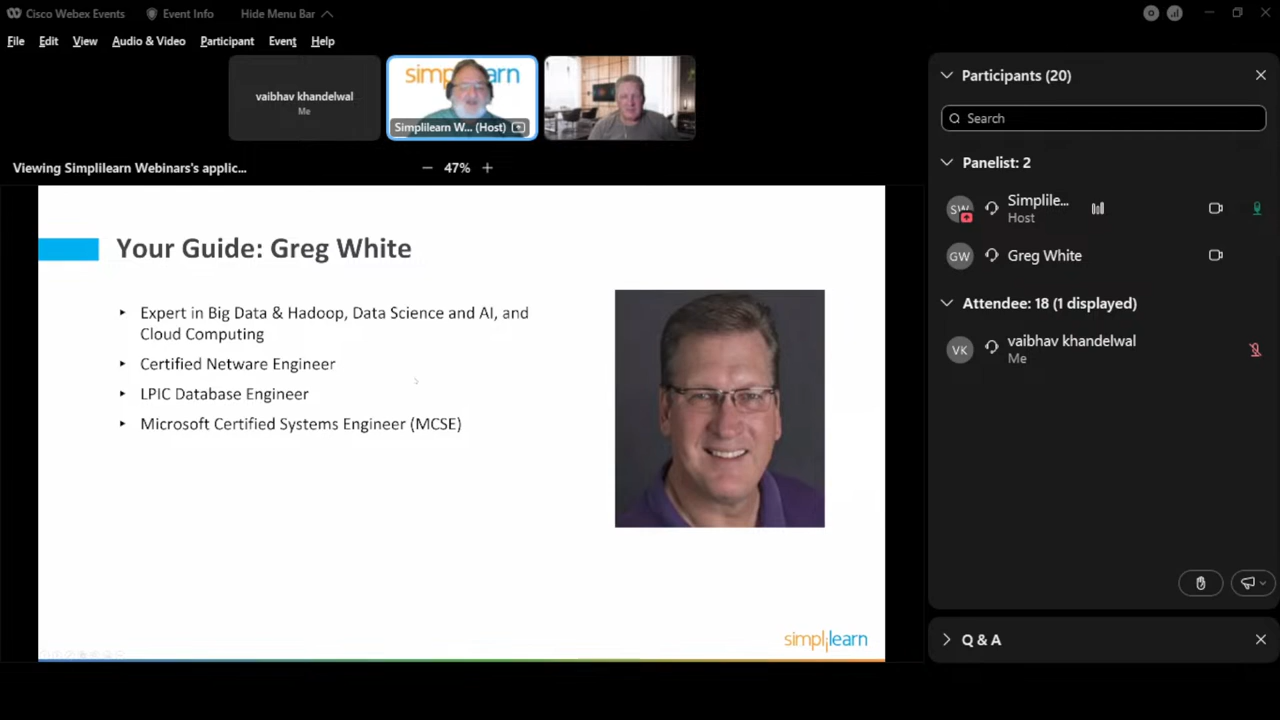 Cisco Webex Events
Event Info
Hide Menu Bar
File Edit View Audio & Video Participant Event Help
vaibhav khandelwal
Me
simplilearn
Simplilearn W... (Host)
Viewing Simplilearn Webinars's applic...
47%
Your Guide: Greg White
Expert in Big Data & Hadoop, Data Science and AI, and
Cloud Computing
Certified Netware Engineer
LPIC Database Engineer
Microsoft Certified Systems Engineer (MCSE)
simplilearn
Participants (20)
Search
Panelist: 2
SW
Simplile...
Host
GW
Greg White
Attendee: 18 (1 displayed)
VK
vaibhav khandelwal
Me
Q & A